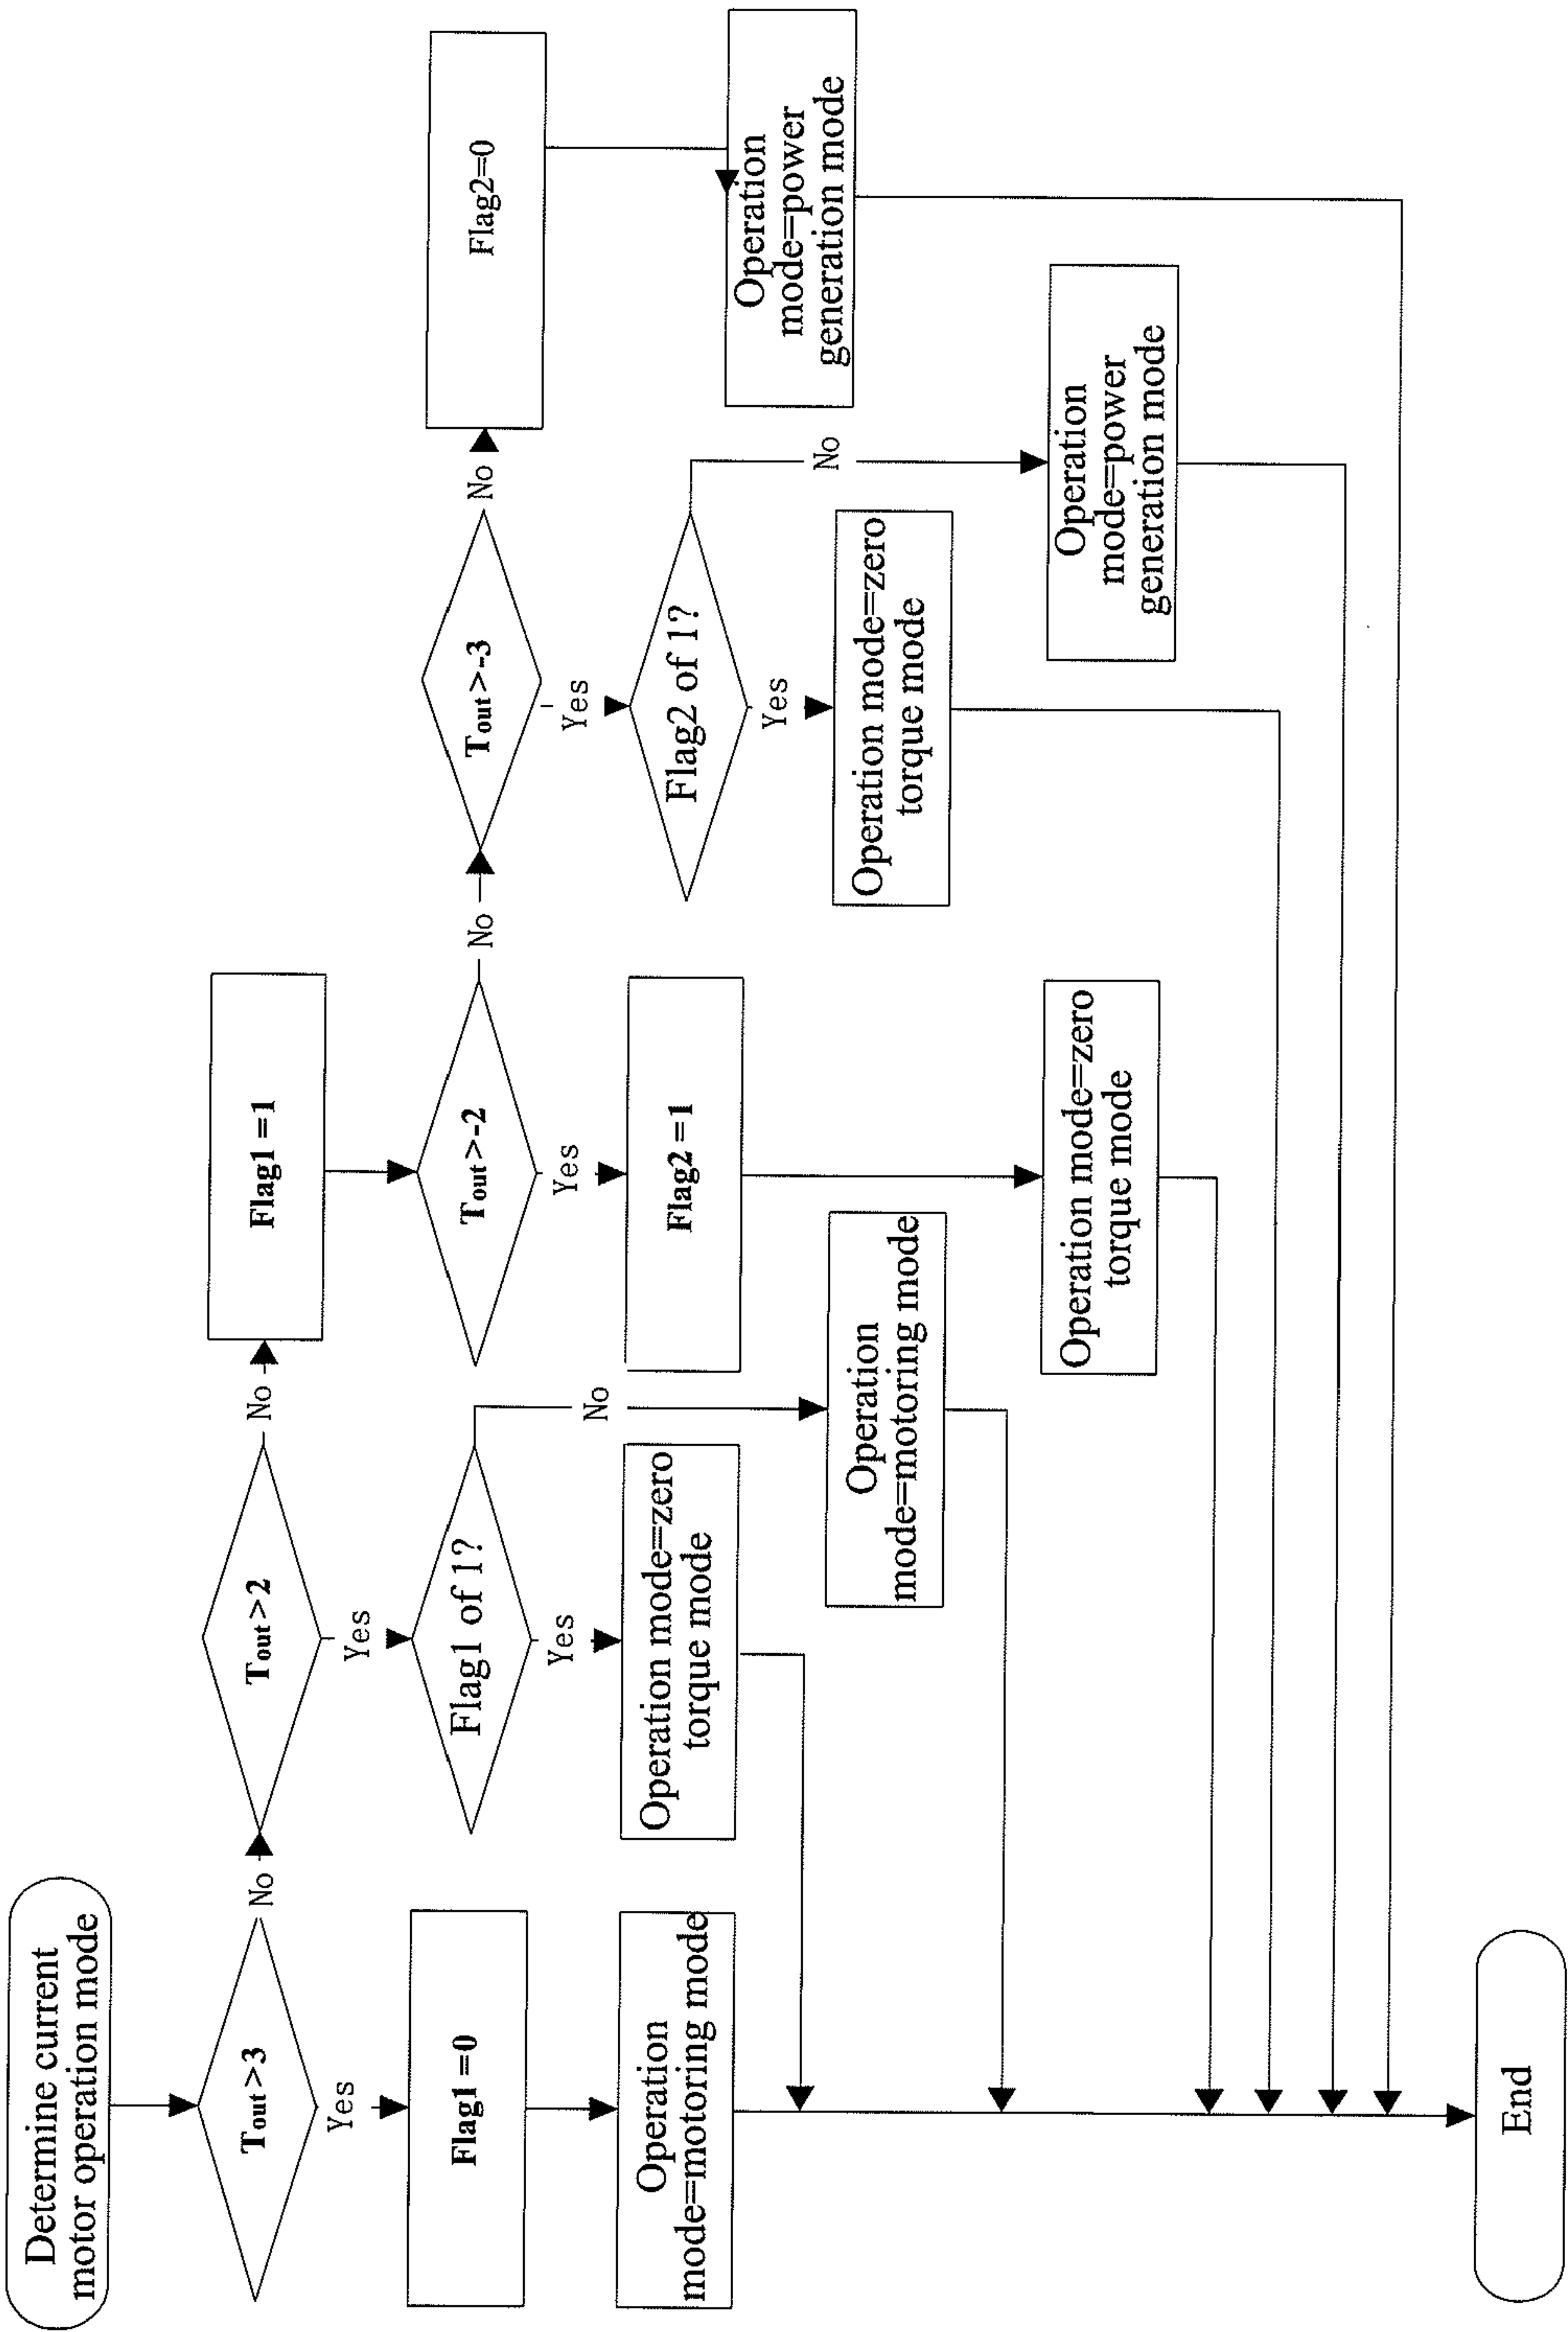 Determine current
motor operation mode
Tout>3
No
Tout>2
No
Flag1=1
Yes
Yes
Flag1=0
Flag1 of 1?
No
Tout>-2
No
Tout>-3
No
Flag2=0
Yes
Yes
Yes
Operation
mode=motoring mode
Operation mode=zero
torque mode
Flag2=1
Flag2 of 1?
No
Operation
mode=power
generation mode
Yes
Operation
mode=motoring mode
Operation mode=zero
torque mode
Operation mode=zero
torque mode
Operation
mode=power
generation mode
End